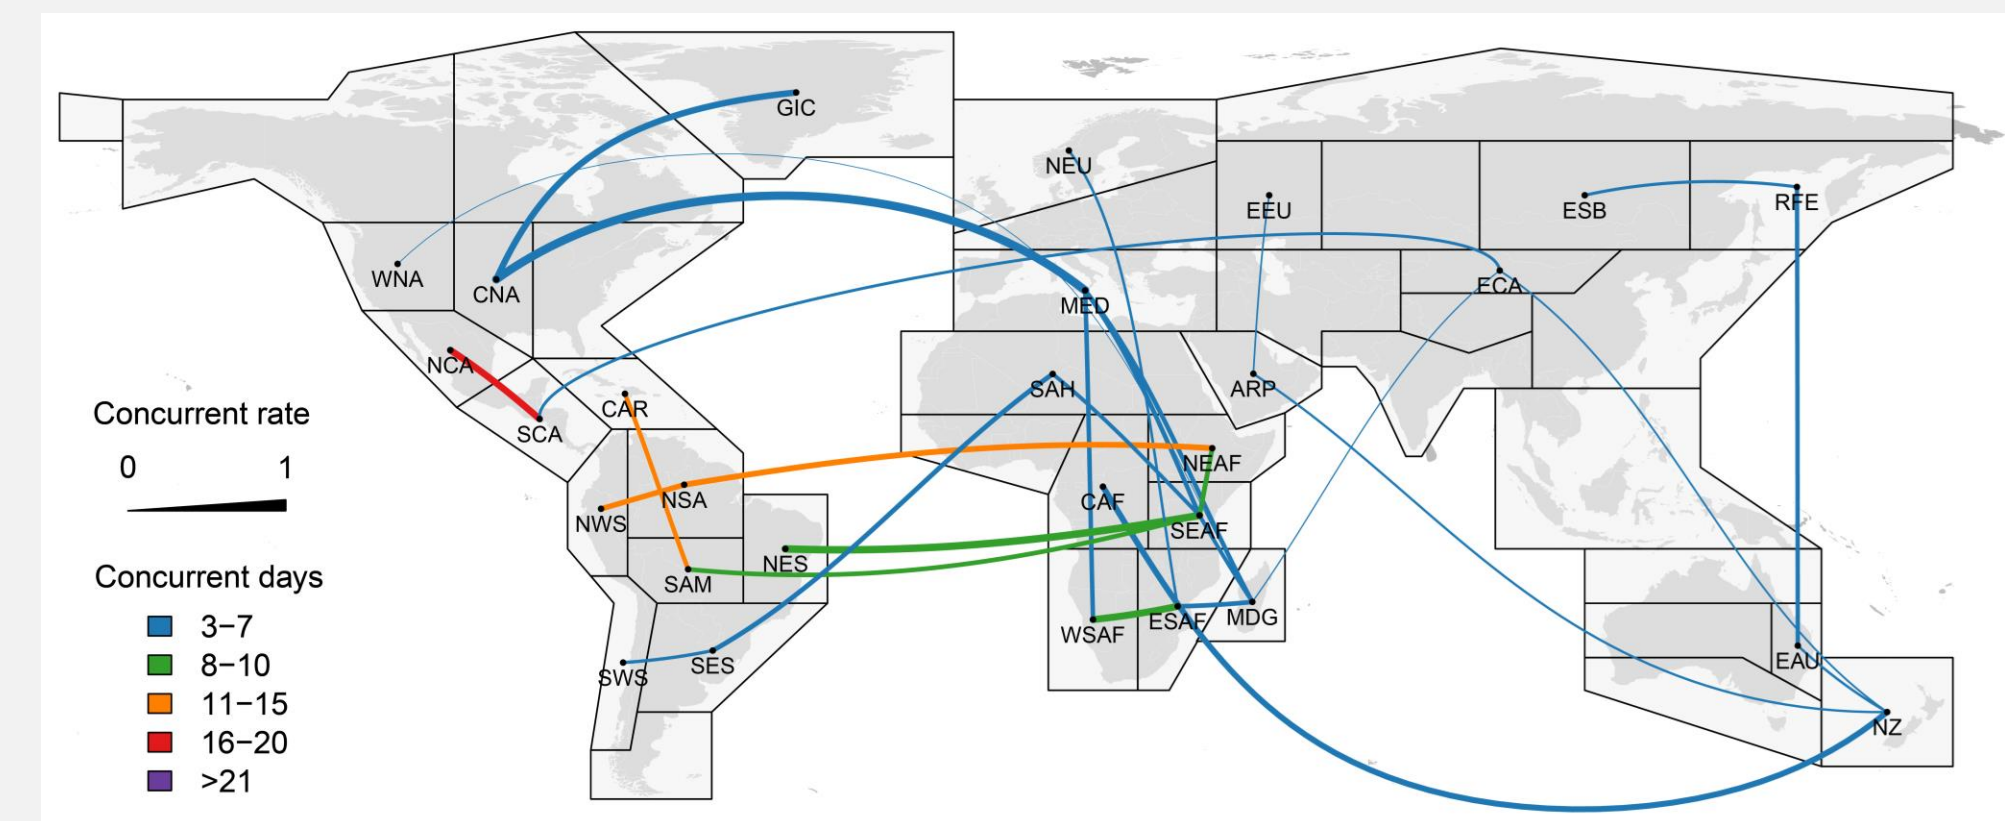 GIC
NEU
EEU
ESB
RFE
WNA
CNA
ECA
MED
NCA
SAH
ARP
CAR
SCA
Concurrent rate
0 1
NEAF
NSA
CAF
NWS
SEAF
NES
SAM
Concurrent days
3−7
8−10
11−15
16−20
>21
MDG
ESAF
WSAF
SES
SWS
EAU
NZ